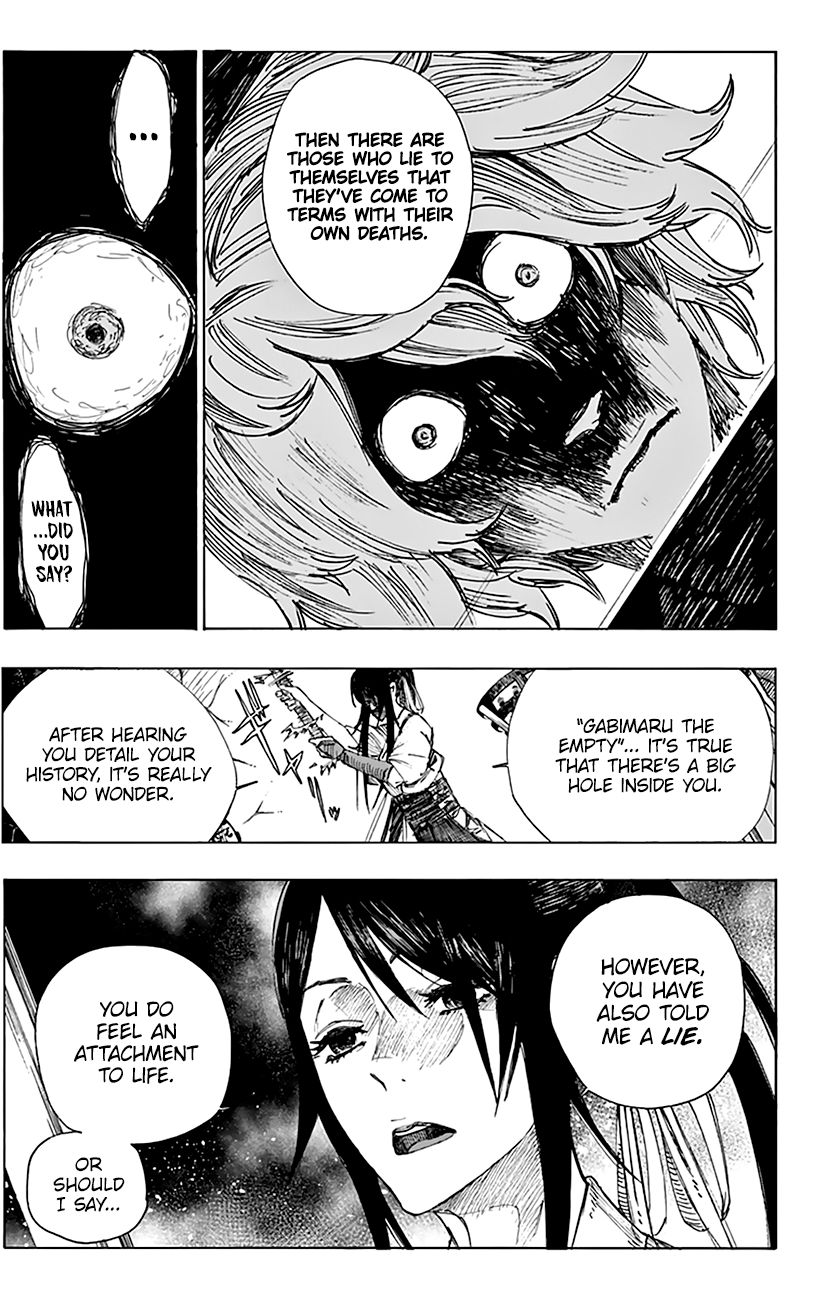 THEN THERE ARE
THOSE WHO LIE TO
THEMSELVES THAT
THEY'VE COME TO
TERMS WITH THEIR
OWN DEATHS.
...
WHAT
...DID
YOU
SAY?
"GABIMARU THE
EMPTY"... IT'S TRUE
THAT THERE'S A BIG
HOLE INSIDE YOU.
AFTER HEARING
YOU DETAIL YOUR
HISTORY, IT'S REALLY
NO WONDER.
HOWEVER,
YOU HAVE
ALSO TOLD
ME A LIE.
YOU DO
FEEL AN
ATTACHMENT
TO LIFE.
OR
SHOULD
I SAY...